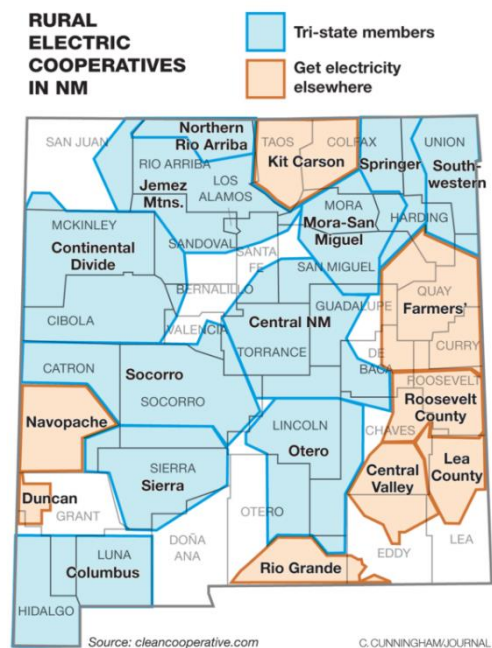 RURAL
ELECTRIC
COOPERATIVES
IN NM
Tri-state members
Get electricity
elsewhere
SAN JUAN
Northern
Rio Arriba
TAOS
COLFAX
UNION
RIO ARRIBA
Kit Carson
Springer
South-
western
Jemez
Mtns.
LOS
ALAMOS
MORA
HARDING
MCKINLEY
Mora-San
Miguel
Continental
Divide
SANDOVAL
SANTA
FE
SAN MIGUEL
BERNALILLO
QUAY
GUADALUPE
Farmers'
CIBOLA
VALENCIA
Central NM
TORRANCE
DE
BACA
CURRY
CATRON
Socorro
ROOSEVELT
SOCORRO
Roosevelt
County
Navopache
LINCOLN
CHAVES
Otero
SIERRA
Sierra
Central
Valley
Lea
County
Duncan
GRANT
OTERO
DOÑA
ANA
EDDY
LEA
LUNA
Columbus
Rio Grande
HIDALGO
Source: cleancooperative.com
C. CUNNINGHAM/JOURNAL